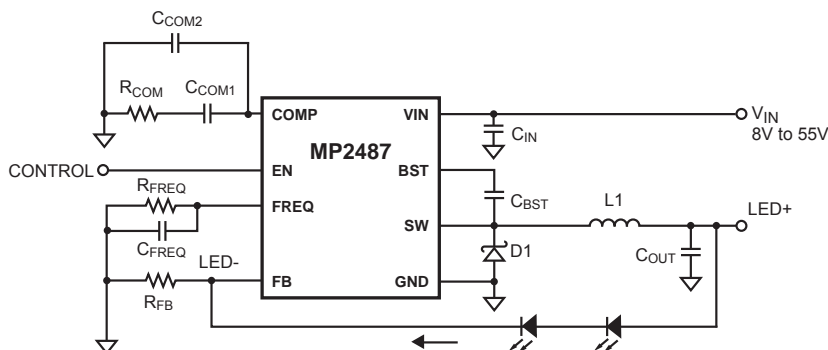 CCOM2
RCOM
CCOM1
COMP
VIN
CIN
VIN
8V to 55V
MP2487
CONTROL
EN
BST
CBST
RFREQ
FREQ
CFREQ
SW
L1
LED+
D1
COUT
LED-
RFB
FB
GND